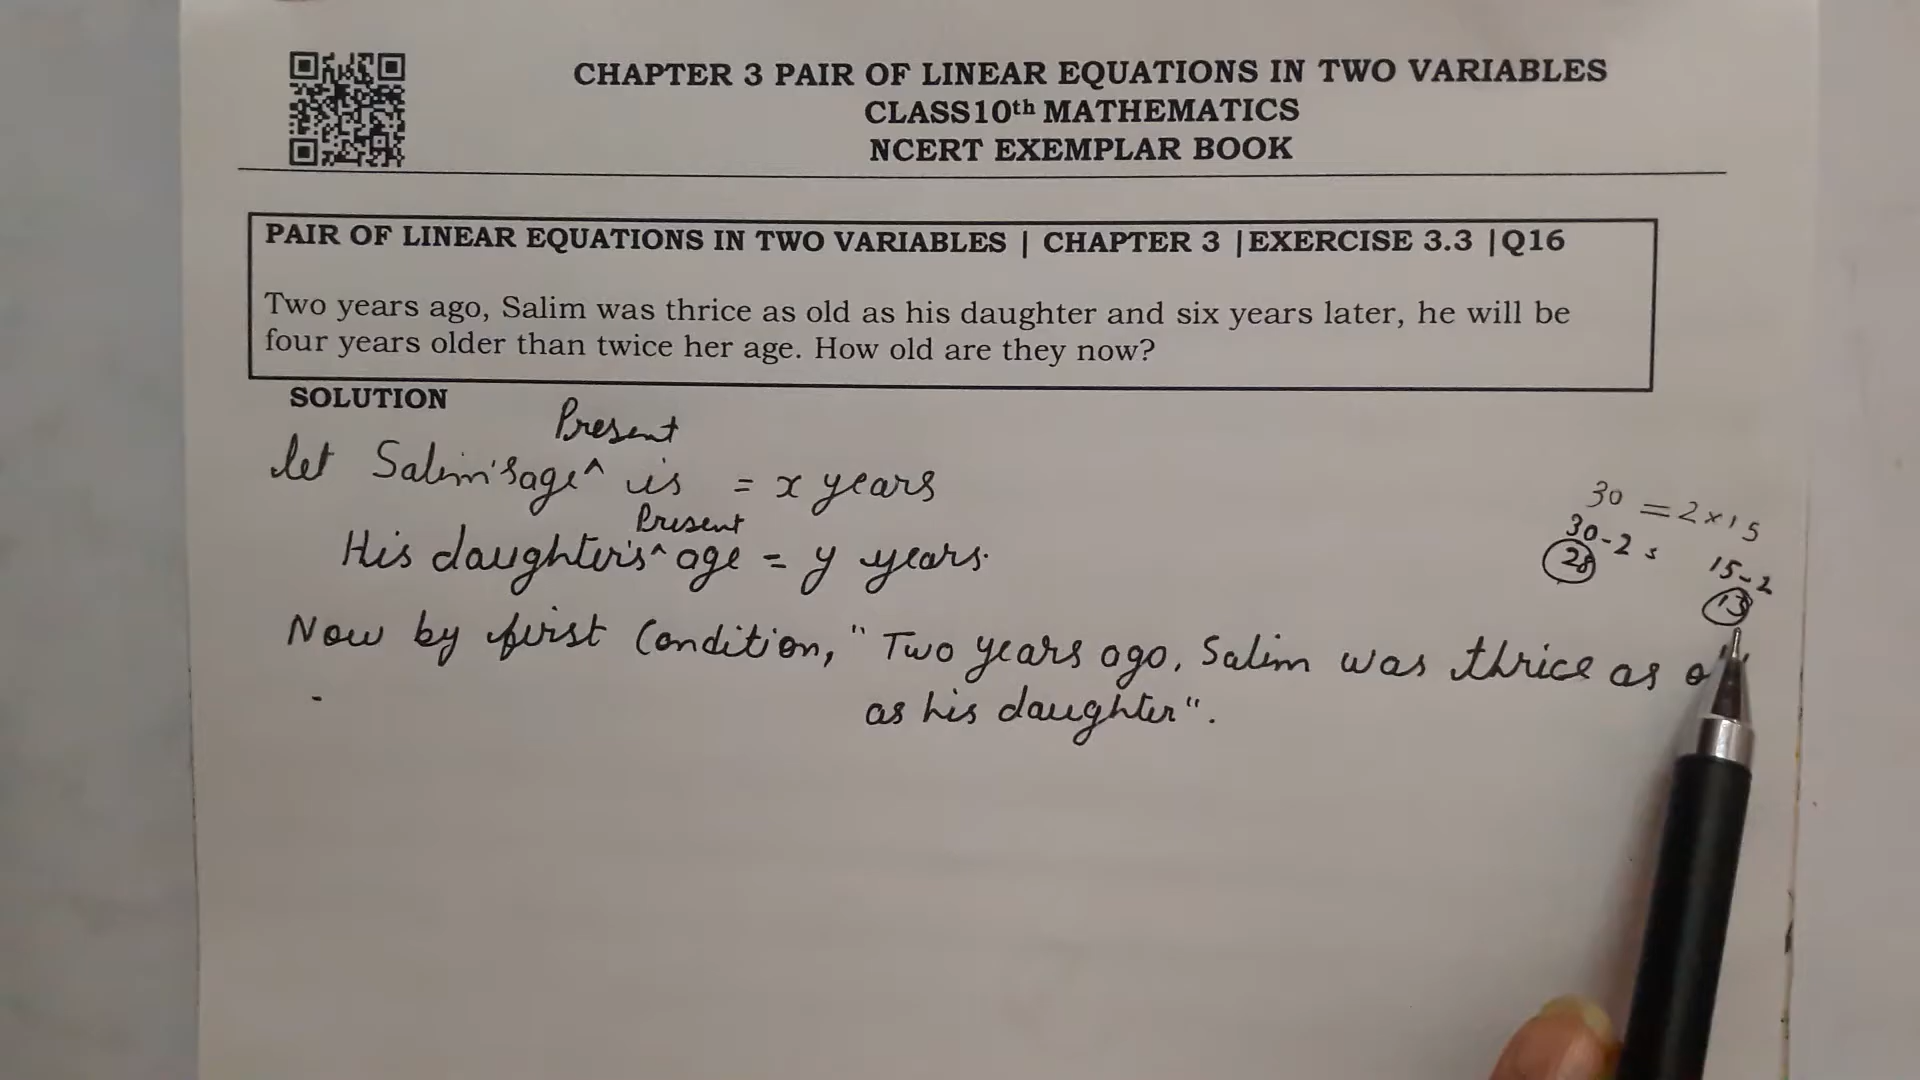 CHAPTER 3 PAIR OF LINEAR EQUATIONS IN TWO VARIABLES
CLASS10th MATHEMATICS
NCERT EXEMPLAR BOOK
PAIR OF LINEAR EQUATIONS IN TWO VARIABLES | CHAPTER 3 |EXERCISE 3.3 |Q16
Two years ago, Salim was thrice as old as his daughter and six years later, he will be
four years older than twice her age. How old are they now?
SOLUTION
Present
let Salim's age ^ is = x years
Present
His daughter's ^ age = y years.
30 = 2×15
30-2 =
15-2
28
13
Now by first Condition, "Two years ago, Salim was thrice as
as his daughter".